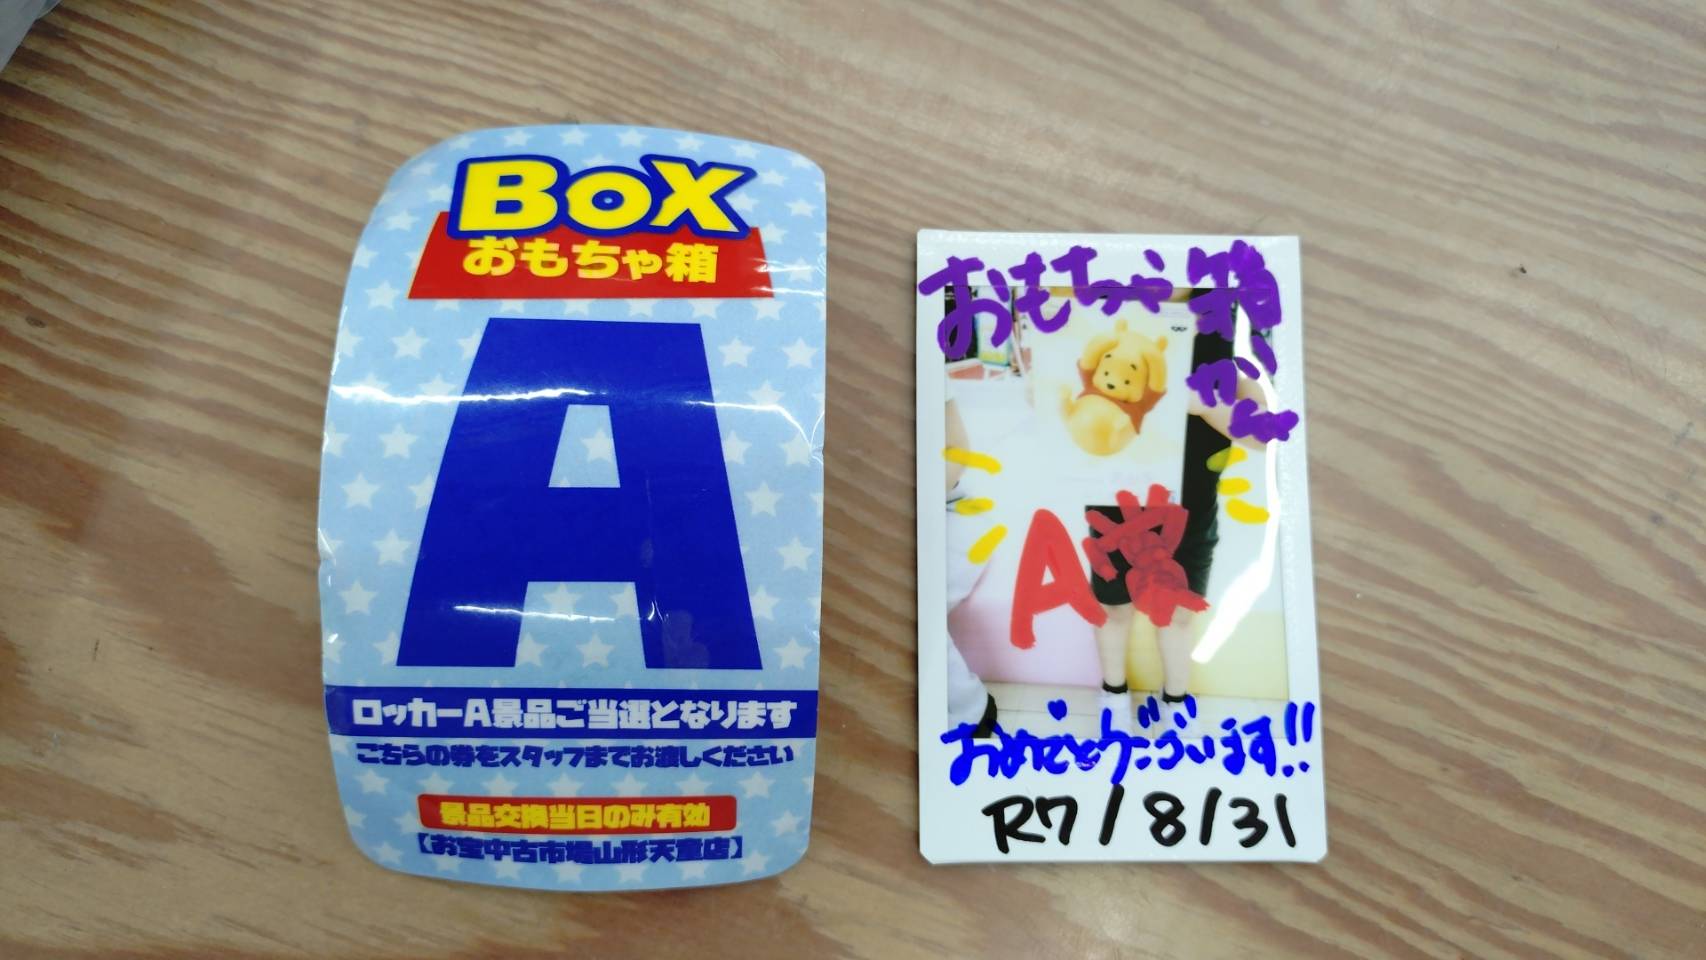 BoX
おもちゃ箱
A
ロッカーA景品ご当選となります
こちらの券をスタッフまでお渡しください
景品交換当日のみ有効
【お宝中古市場山形天童店】
おもちゃ箱
ガチャ
A賞
おめでとうございます!!
R7/8/31